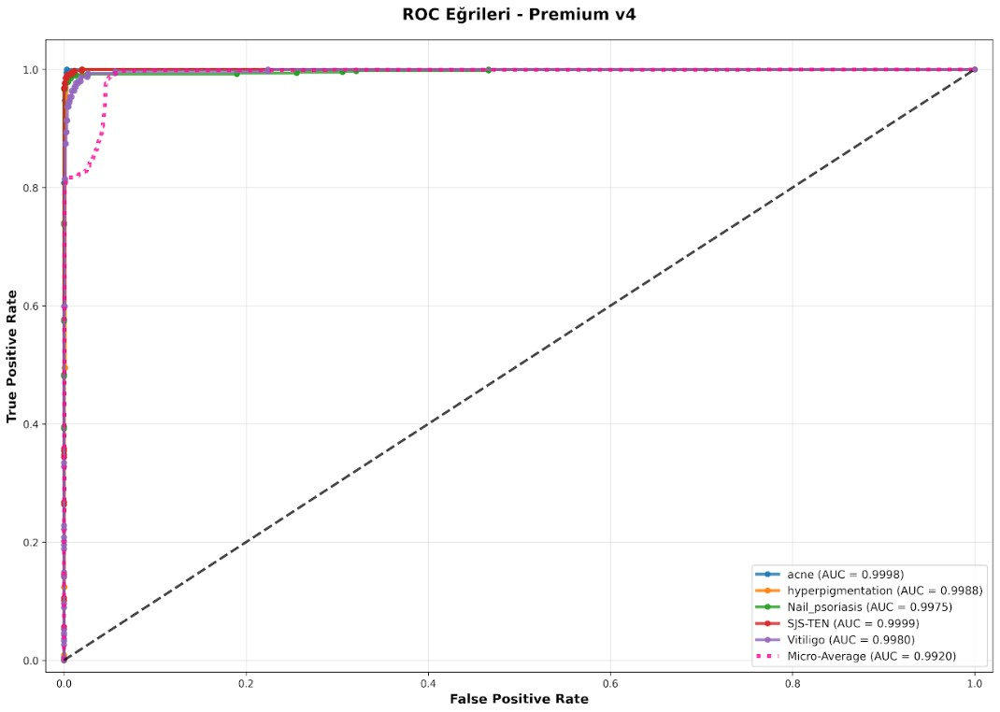 ROC Eğrileri - Premium v4
True Positive Rate
1.0
0.8
0.6
0.4
0.2
0.0
0.0 0.2 0.4 0.6 0.8 1.0
False Positive Rate
acne (AUC = 0.9998)
hyperpigmentation (AUC = 0.9988)
Nail_psoriasis (AUC = 0.9975)
SJS-TEN (AUC = 0.9999)
Vitiligo (AUC = 0.9980)
Micro-Average (AUC = 0.9920)